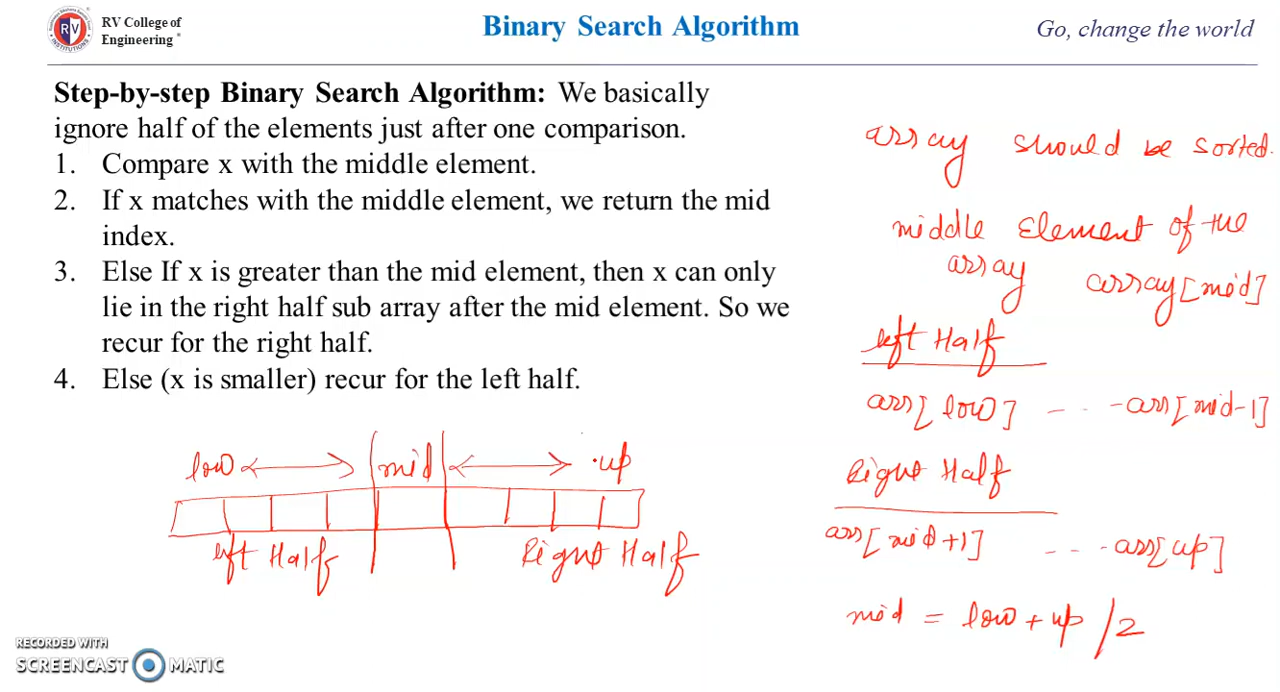 RV College of
Engineering
Binary Search Algorithm
Go, change the world
Step-by-step Binary Search Algorithm: We basically
ignore half of the elements just after one comparison.
1. Compare x with the middle element.
2. If x matches with the middle element, we return the mid
index.
3. Else If x is greater than the mid element, then x can only
lie in the right half sub array after the mid element. So we
recur for the right half.
4. Else (x is smaller) recur for the left half.
low mid up
left Half Right Half
array should be sorted.
middle Element of the
array array[mid]
left Half
arr[low] - - - arr[mid-1]
Right Half
arr[mid+1] - - - arr[up]
mid = low + up / 2
RV
INSTITUTIONS
RECORDED WITH
SCREENCAST MATIC